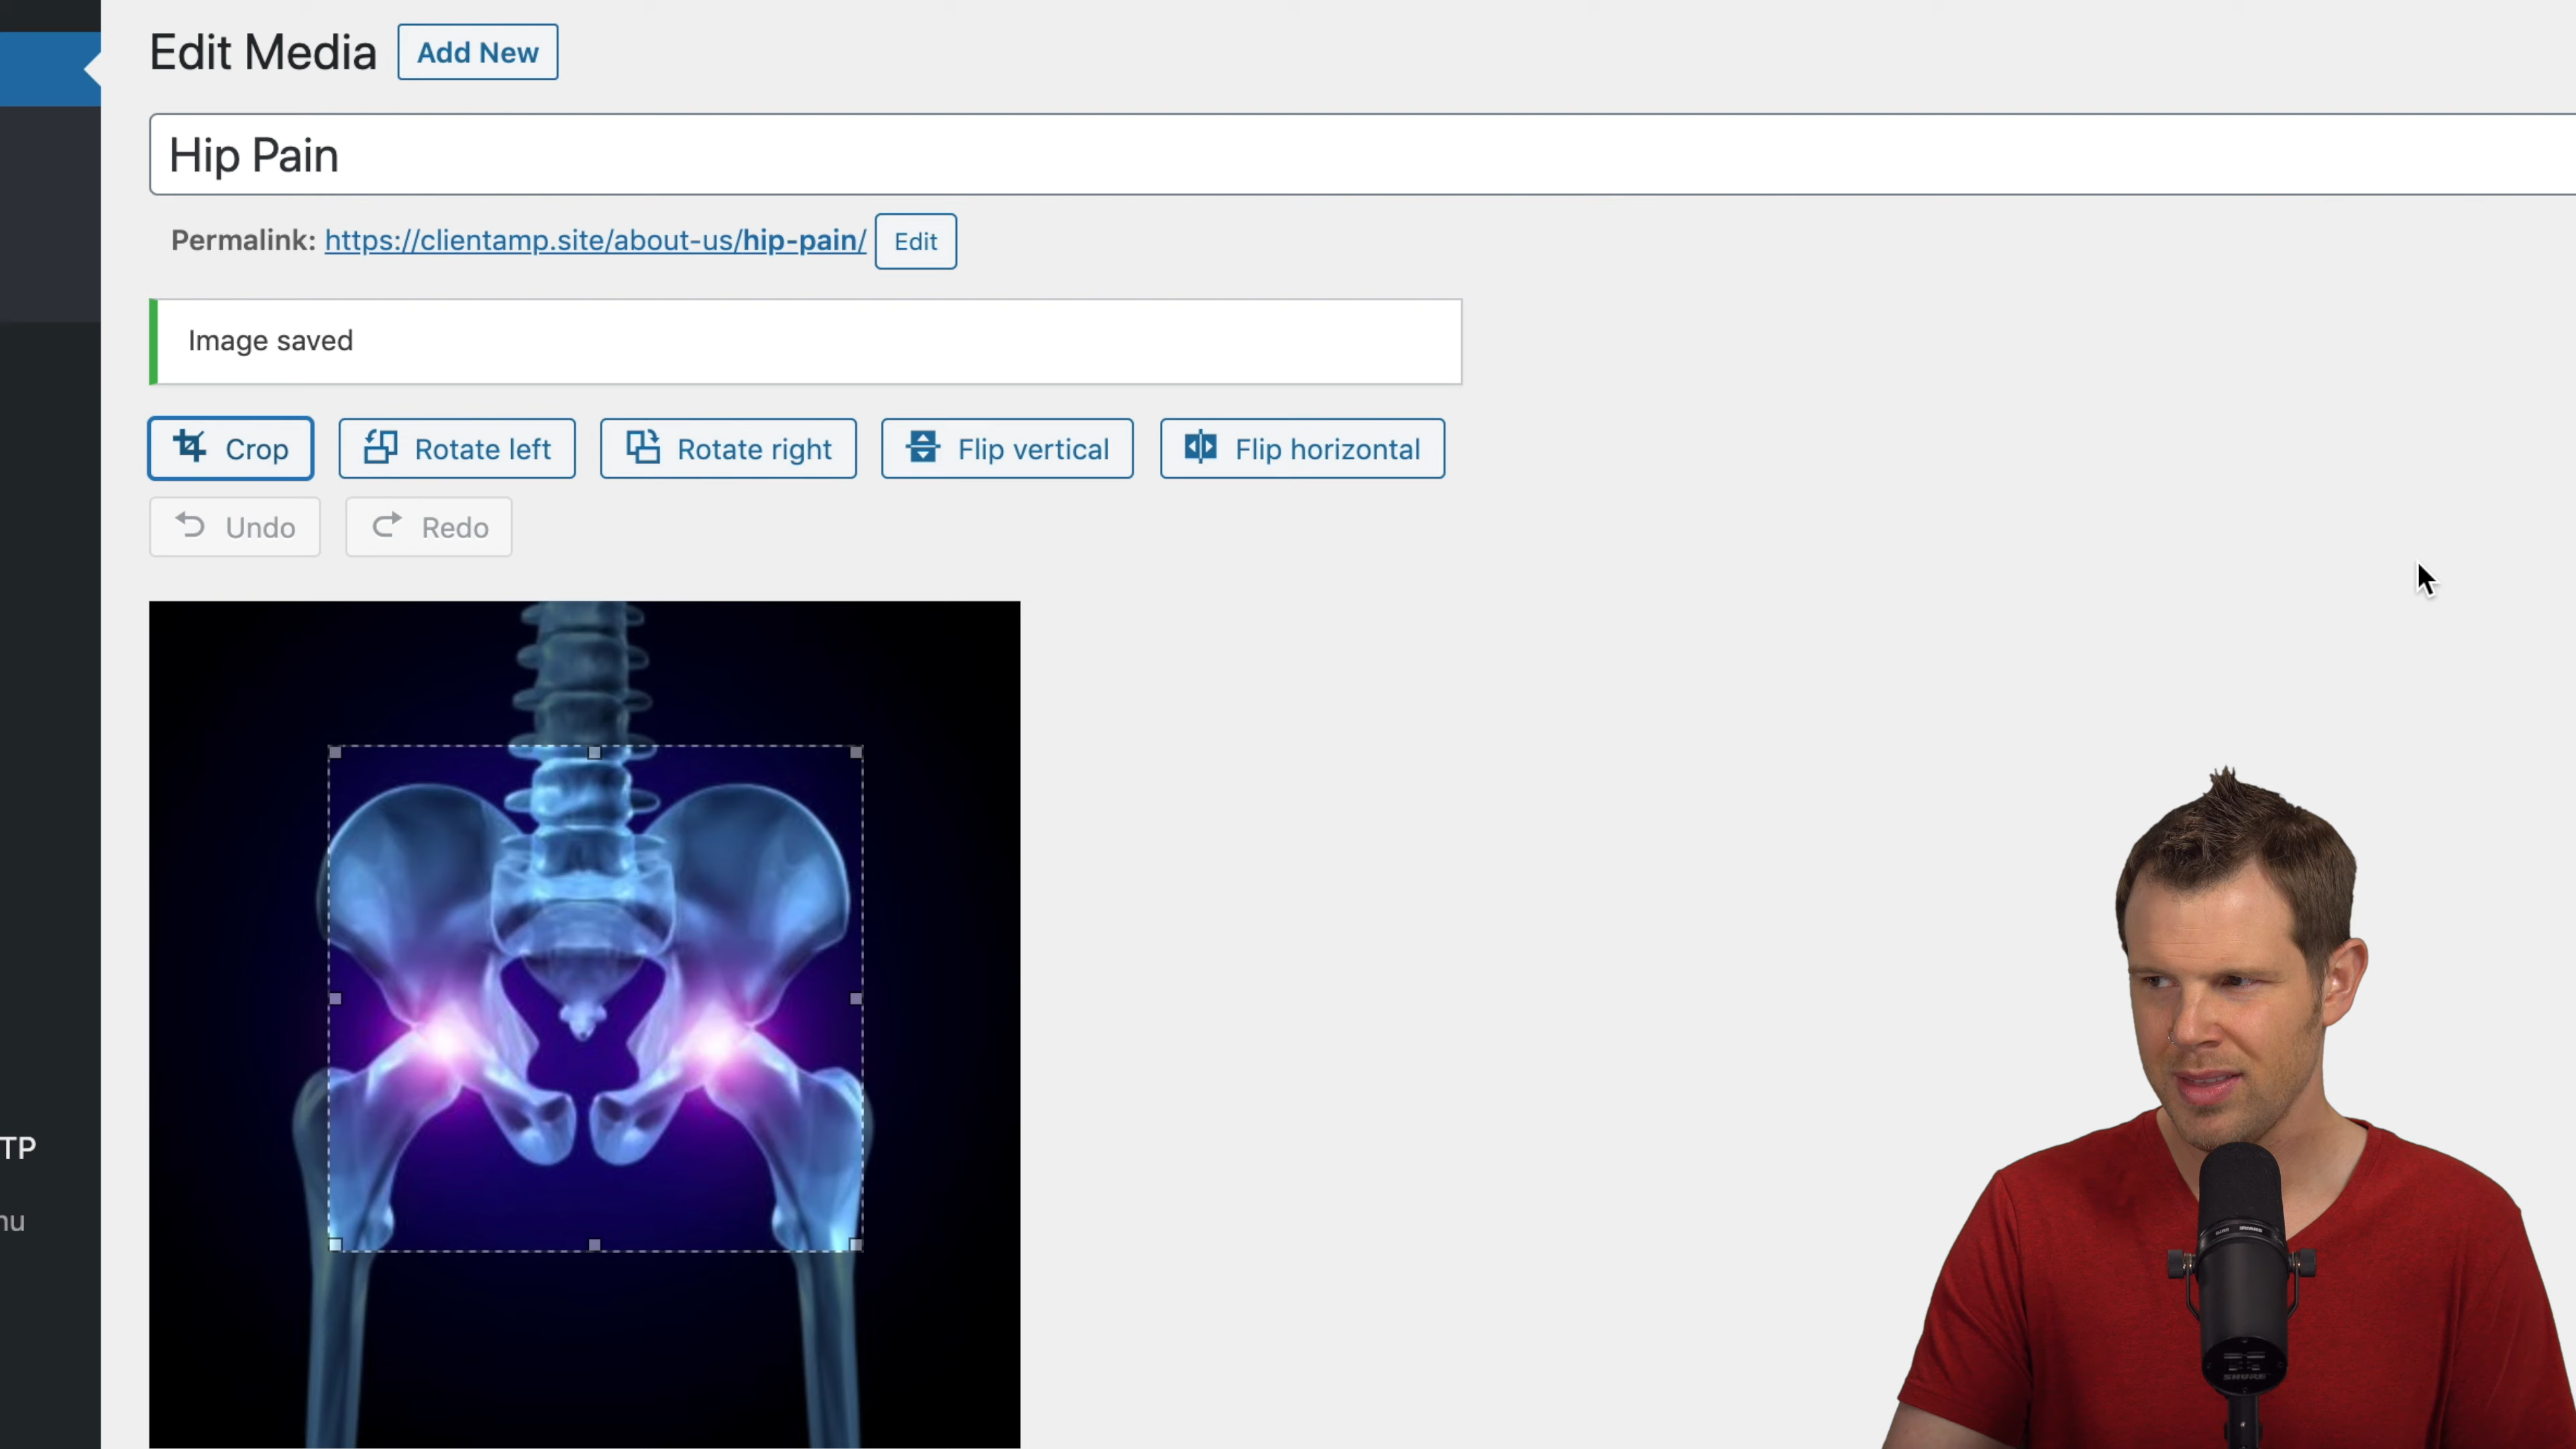 Edit Media Add New
Hip Pain
Permalink: https://clientamp.site/about-us/hip-pain/ Edit
Image saved
Crop Rotate left Rotate right Flip vertical Flip horizontal
Undo Redo
TP
nu
SHURE